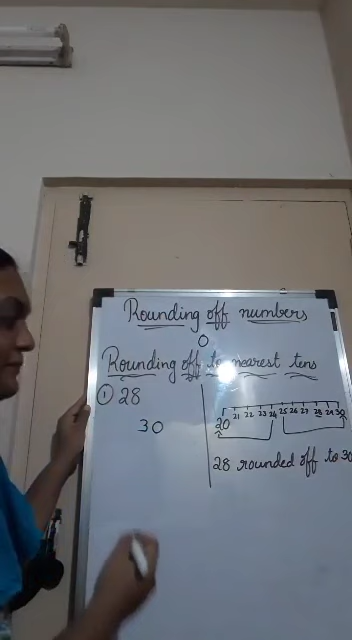 Rounding off numbers
0
Rounding off to nearest tens
① 28
30
20 21 22 23 24 25 26 27 28 29 30
28 rounded off to 30